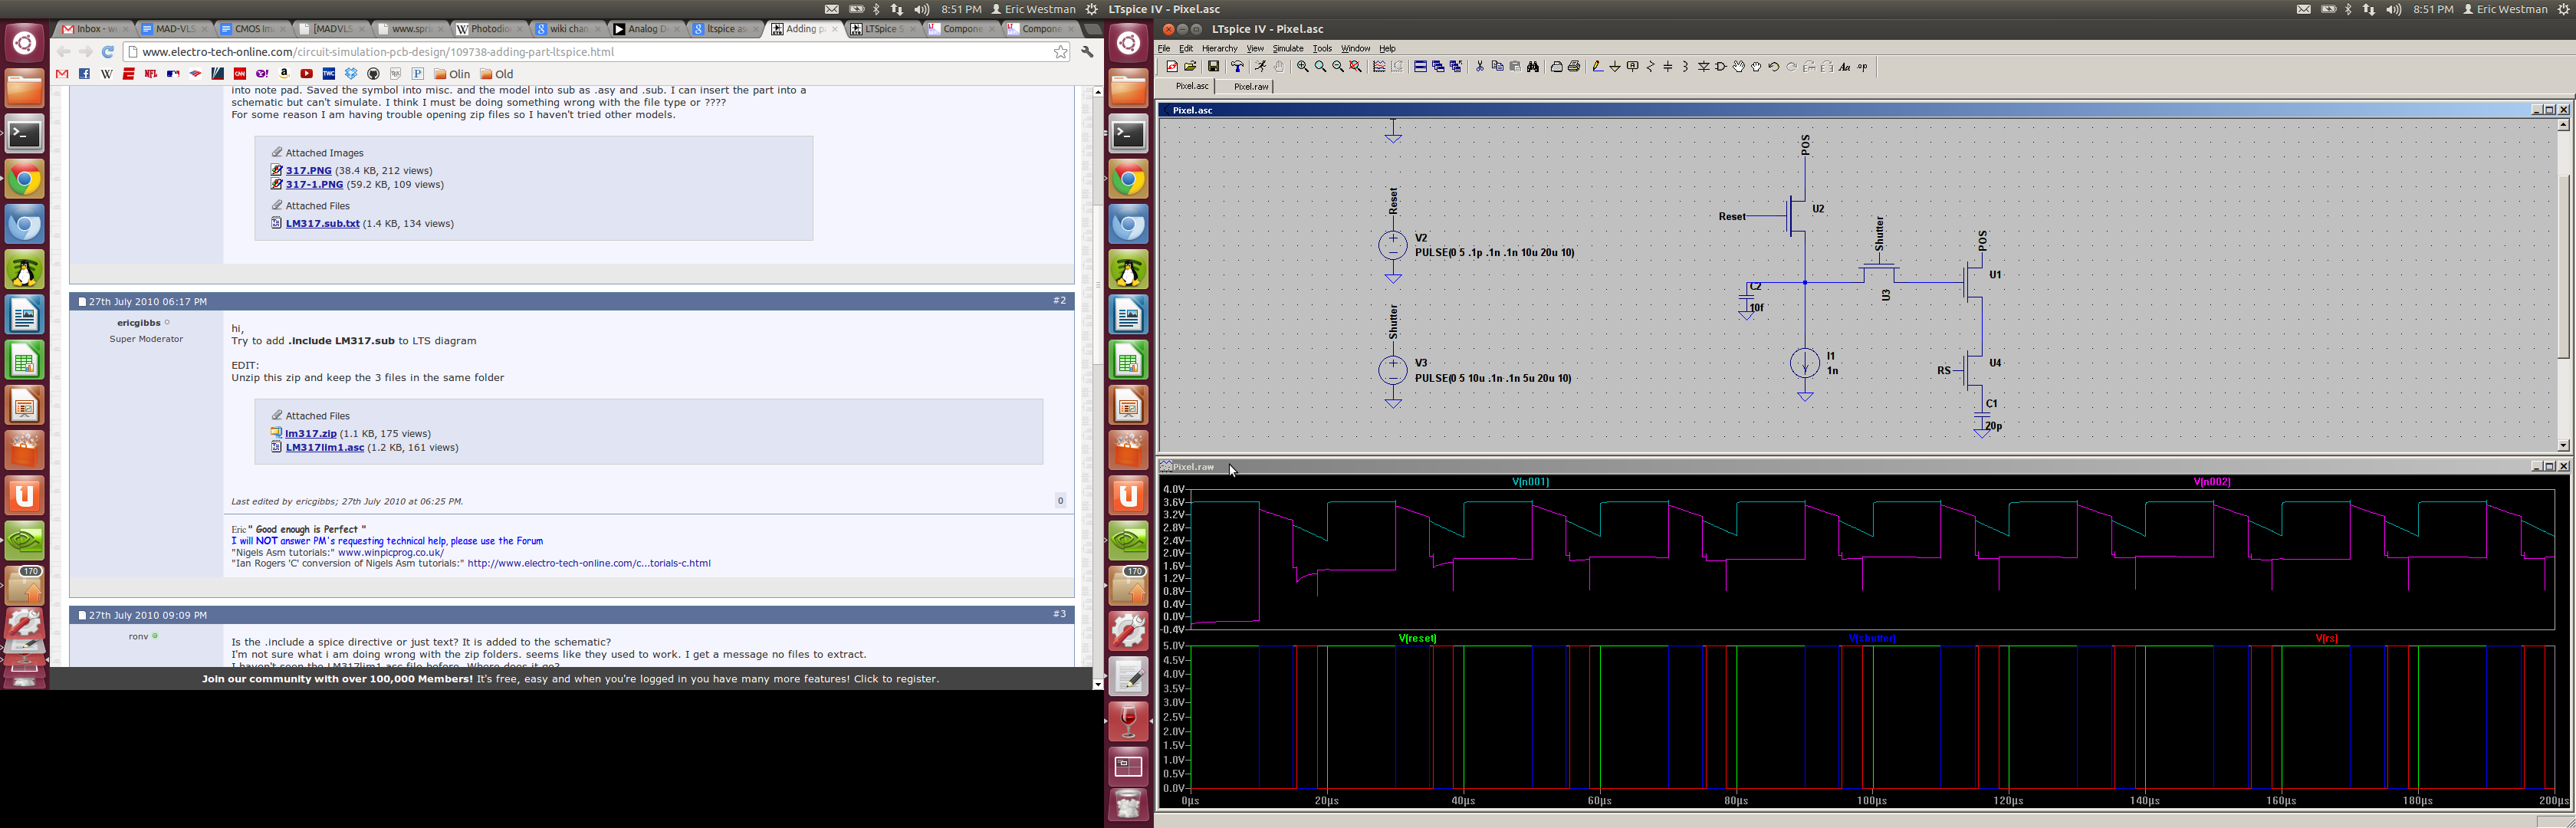 8:51 PM Eric Westman LTspice IV - Pixel.asc 8:51 PM Eric Westman
Inbox - w MAD-VLS CMOS Im [MADVLS www.spri Photodio wiki chan Analog D ltspice as Adding p LTSpice S Compone Compone
www.electro-tech-online.com/circuit-simulation-pcb-design/109738-adding-part-ltspice.html
Olin Old
into note pad. Saved the symbol into misc. and the model into sub as .asy and .sub. I can insert the part into a
schematic but can't simulate. I think I must be doing something wrong with the file type or ????
For some reason I am having trouble opening zip files so I haven't tried other models.
Attached Images
317.PNG (38.4 KB, 212 views)
317-1.PNG (59.2 KB, 109 views)
Attached Files
LM317.sub.txt (1.4 KB, 134 views)
27th July 2010 06:17 PM #2
ericgibbs
Super Moderator
hi,
Try to add .include LM317.sub to LTS diagram
EDIT:
Unzip this zip and keep the 3 files in the same folder
Attached Files
lm317.zip (1.1 KB, 175 views)
LM317lim1.asc (1.2 KB, 161 views)
Last edited by ericgibbs; 27th July 2010 at 06:25 PM. 0
Eric " Good enough is Perfect "
I will NOT answer PM's requesting technical help, please use the Forum
"Nigels Asm tutorials:" www.winpicprog.co.uk/
"Ian Rogers 'C' conversion of Nigels Asm tutorials:" http://www.electro-tech-online.com/c...torials-c.html
27th July 2010 09:09 PM #3
ronv
Is the .include a spice directive or just text? It is added to the schematic?
I'm not sure what i am doing wrong with the zip folders. seems like they used to work. I get a message no files to extract.
I haven't seen the LM317lim1.asc file before. Where does it go?
Join our community with over 100,000 Members! It's free, easy and when you're logged in you have many more features! Click to register.
170
170
LTspice IV - Pixel.asc
File Edit Hierarchy View Simulate Tools Window Help
Pixel.asc Pixel.raw
Pixel.asc
Reset
V2
PULSE(0 5 .1p .1n .1n 10u 20u 10)
Shutter
V3
PULSE(0 5 10u .1n .1n 5u 20u 10)
POS
Reset
U2
Shutter
POS
U3
U1
C2
10f
I1
1n
RS
U4
C1
20p
Pixel.raw
V(n001) V(n002)
4.0V
3.6V
3.2V
2.8V
2.4V
2.0V
1.6V
1.2V
0.8V
0.4V
0.0V
-0.4V
V(reset) V(shutter) V(rs)
5.0V
4.5V
4.0V
3.5V
3.0V
2.5V
2.0V
1.5V
1.0V
0.5V
0.0V
0µs 20µs 40µs 60µs 80µs 100µs 120µs 140µs 160µs 180µs 200µs